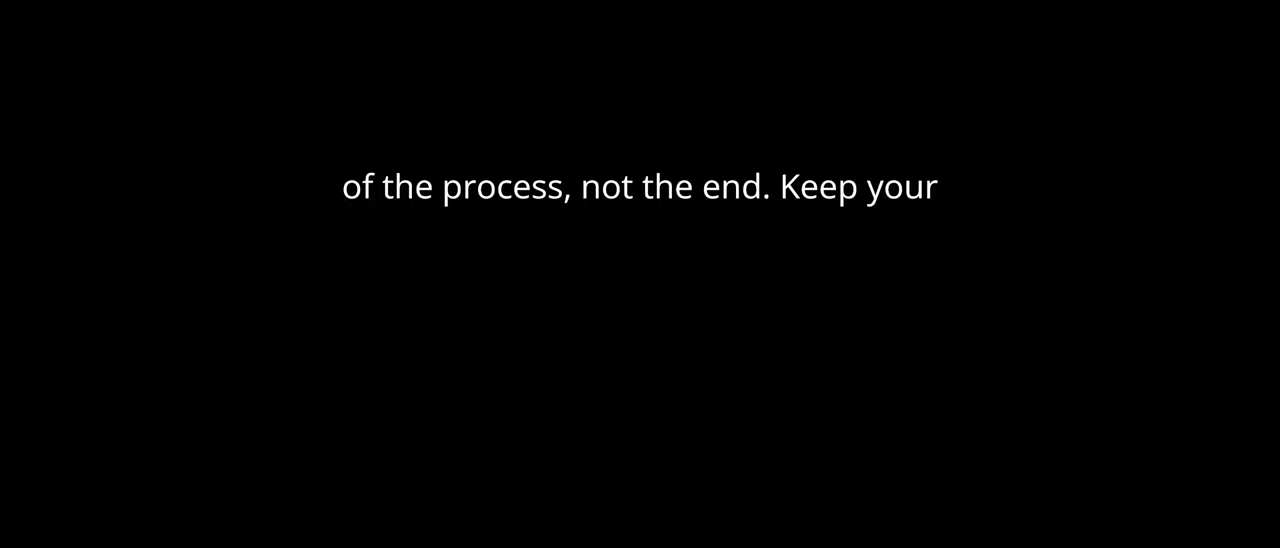 of the process, not the end. Keep your